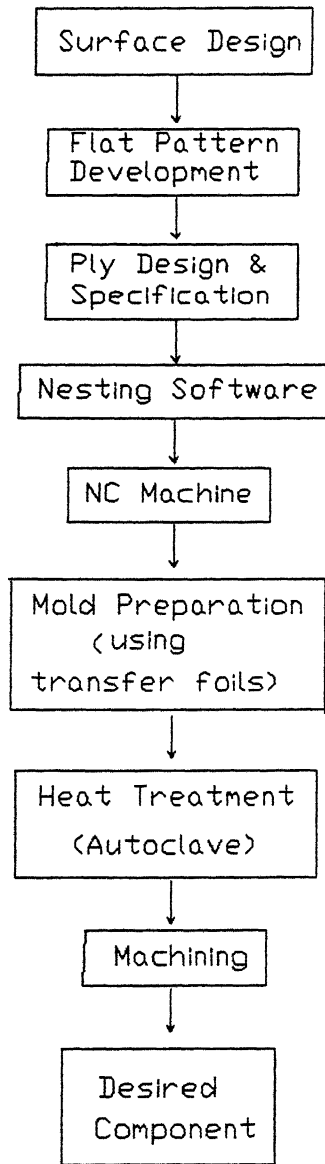 Surface Design
Flat Pattern
Development
Ply Design &
Specification
Nesting Software
NC Machine
Mold Preparation
(using
transfer foils)
Heat Treatment
(Autoclave)
Machining
Desired
Component